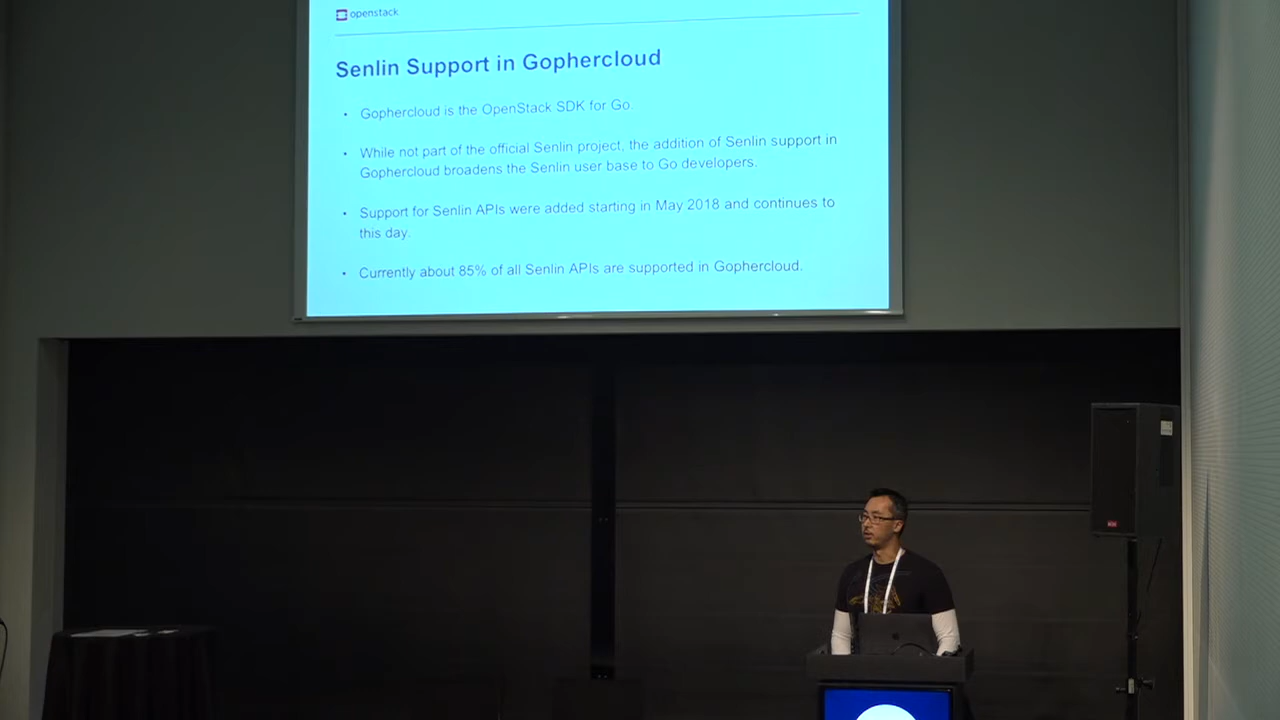 openstack
Senlin Support in Gophercloud
• Gophercloud is the OpenStack SDK for Go.
• While not part of the official Senlin project, the addition of Senlin support in
Gophercloud broadens the Senlin user base to Go developers.
• Support for Senlin APIs were added starting in May 2018 and continues to
this day.
• Currently about 85% of all Senlin APIs are supported in Gophercloud.